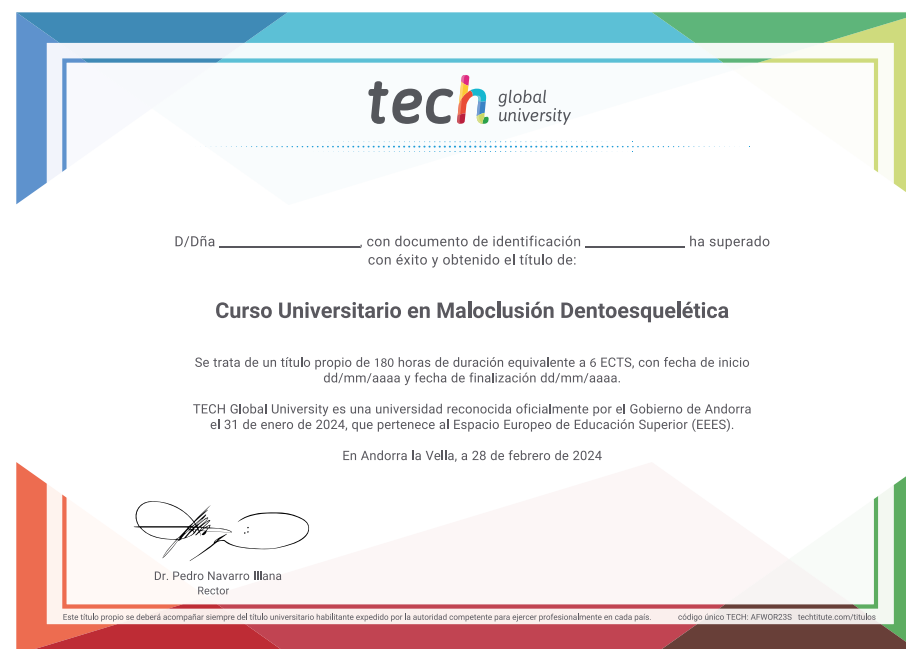 tech global university
D/Dña ____________, con documento de identificación ____________ ha superado
con éxito y obtenido el título de:
Curso Universitario en Maloclusión Dentoesquelética
Se trata de un título propio de 180 horas de duración equivalente a 6 ECTS, con fecha de inicio
dd/mm/aaaa y fecha de finalización dd/mm/aaaa.
TECH Global University es una universidad reconocida oficialmente por el Gobierno de Andorra
el 31 de enero de 2024, que pertenece al Espacio Europeo de Educación Superior (EEES).
En Andorra la Vella, a 28 de febrero de 2024
Dr. Pedro Navarro Illana
Rector
Este título propio se deberá acompañar siempre del título universitario habilitante expedido por la autoridad competente para ejercer profesionalmente en cada país. código único TECH: AFWOR23S techtitute.com/titulos